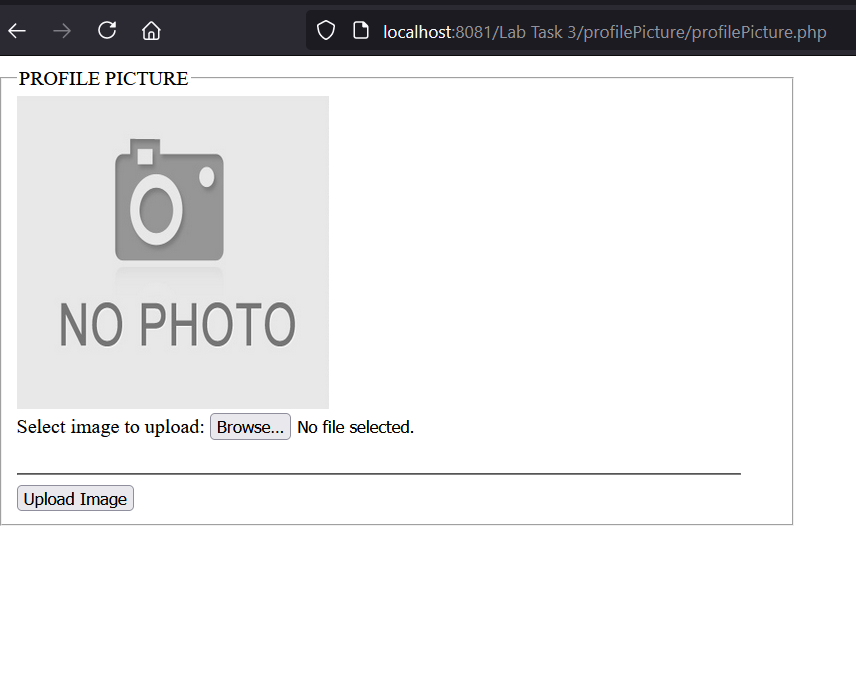 localhost:8081/Lab Task 3/profilePicture/profilePicture.php
PROFILE PICTURE
NO PHOTO
Select image to upload: Browse... No file selected.
Upload Image